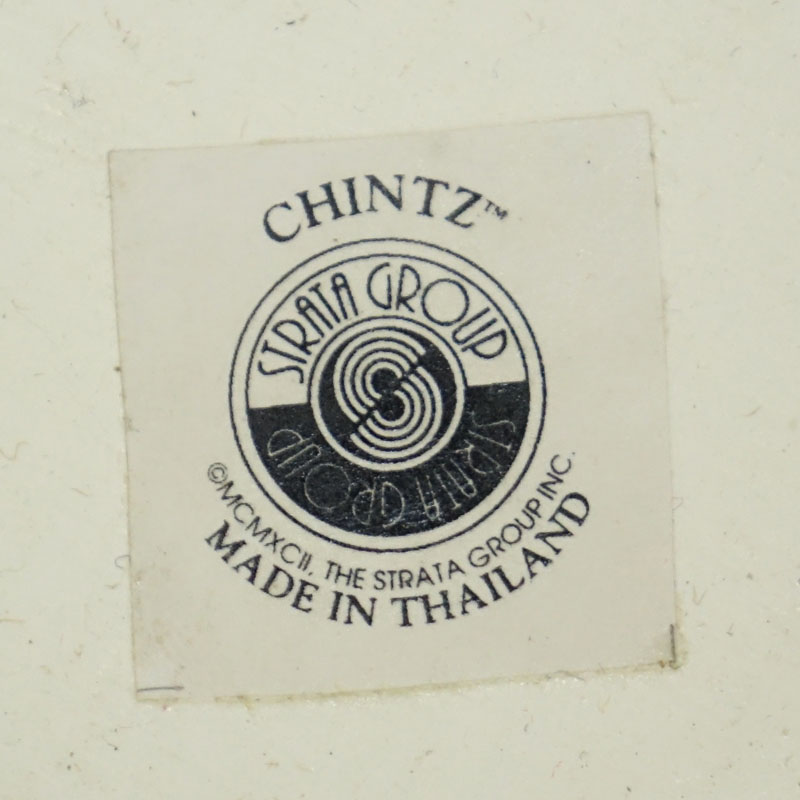 CHINTZ™
STRATA GROUP
STRATA GROUP
©MCMXCII, THE STRATA GROUP INC.
MADE IN THAILAND